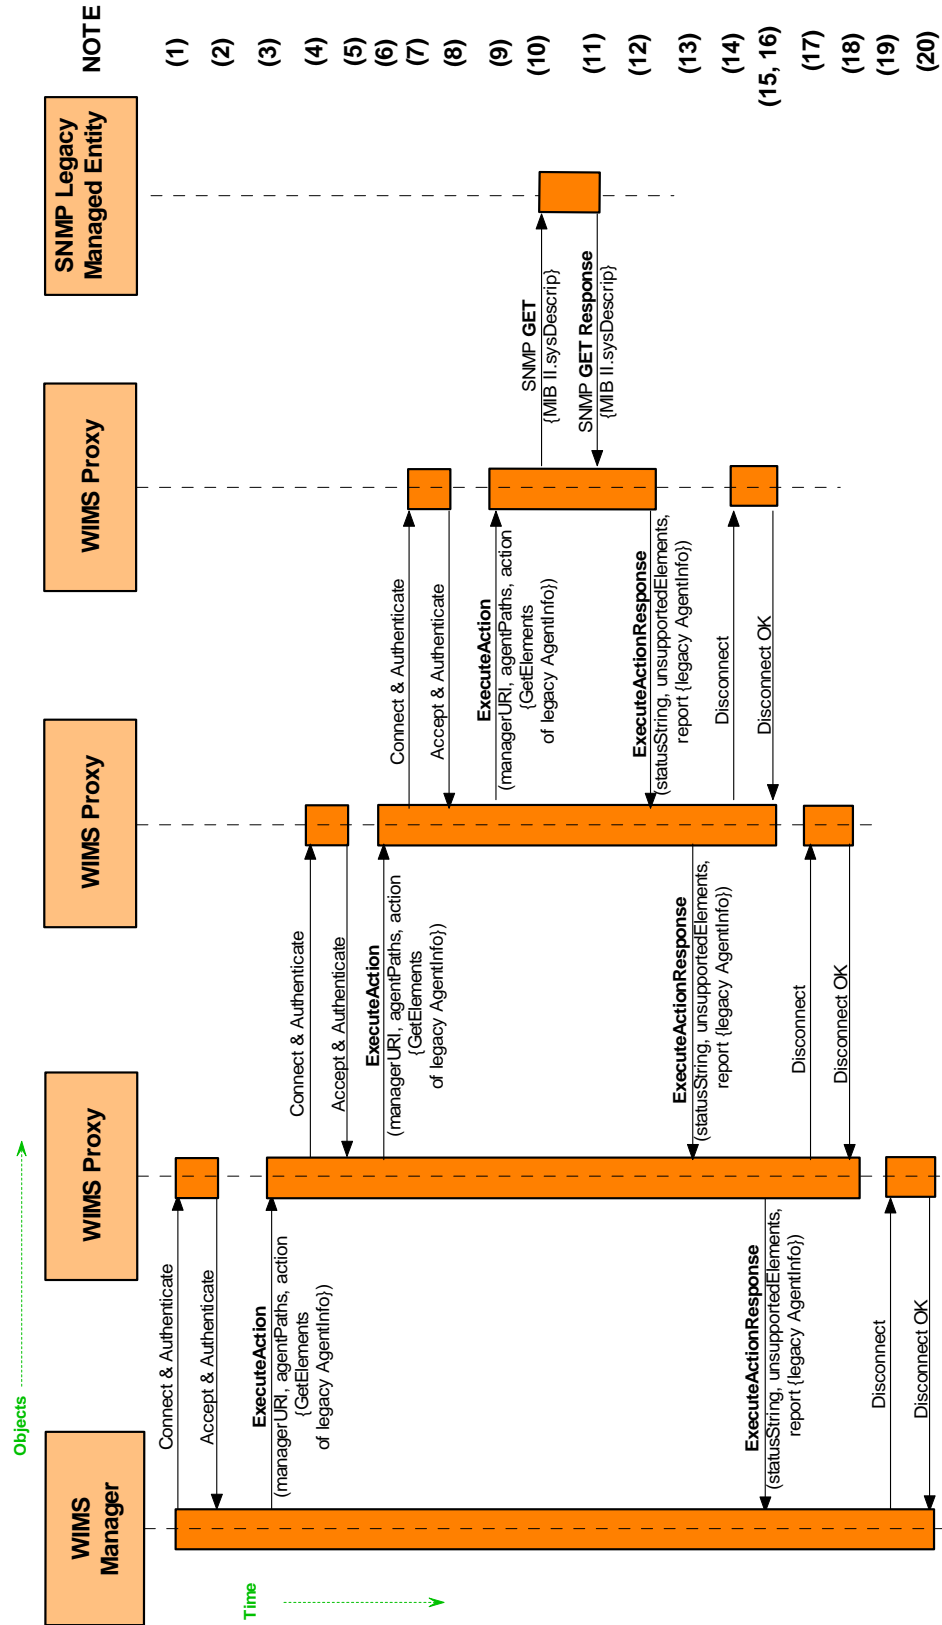 Objects
Time
WIMS
Manager
WIMS Proxy
WIMS Proxy
WIMS Proxy
SNMP Legacy
Managed Entity
NOTE
Connect & Authenticate
(1)
Accept & Authenticate
(2)
ExecuteAction
(managerURI, agentPaths, action
{GetElements
of legacy AgentInfo})
(3)
Connect & Authenticate
(4)
Accept & Authenticate
(5)
ExecuteAction
(managerURI, agentPaths, action
{GetElements
of legacy AgentInfo})
(6)
Connect & Authenticate
(7)
Accept & Authenticate
(8)
ExecuteAction
(managerURI, agentPaths, action
{GetElements
of legacy AgentInfo})
(9)
SNMP GET
{MIB II.sysDescrip}
(10)
SNMP GET Response
{MIB II.sysDescrip}
(11)
ExecuteActionResponse
(statusString, unsupportedElements,
report {legacy AgentInfo})
(12)
ExecuteActionResponse
(statusString, unsupportedElements,
report {legacy AgentInfo})
(13)
Disconnect
(14)
ExecuteActionResponse
(statusString, unsupportedElements,
report {legacy AgentInfo})
Disconnect OK
(15, 16)
Disconnect
(17)
Disconnect OK
(18)
Disconnect
(19)
Disconnect OK
(20)